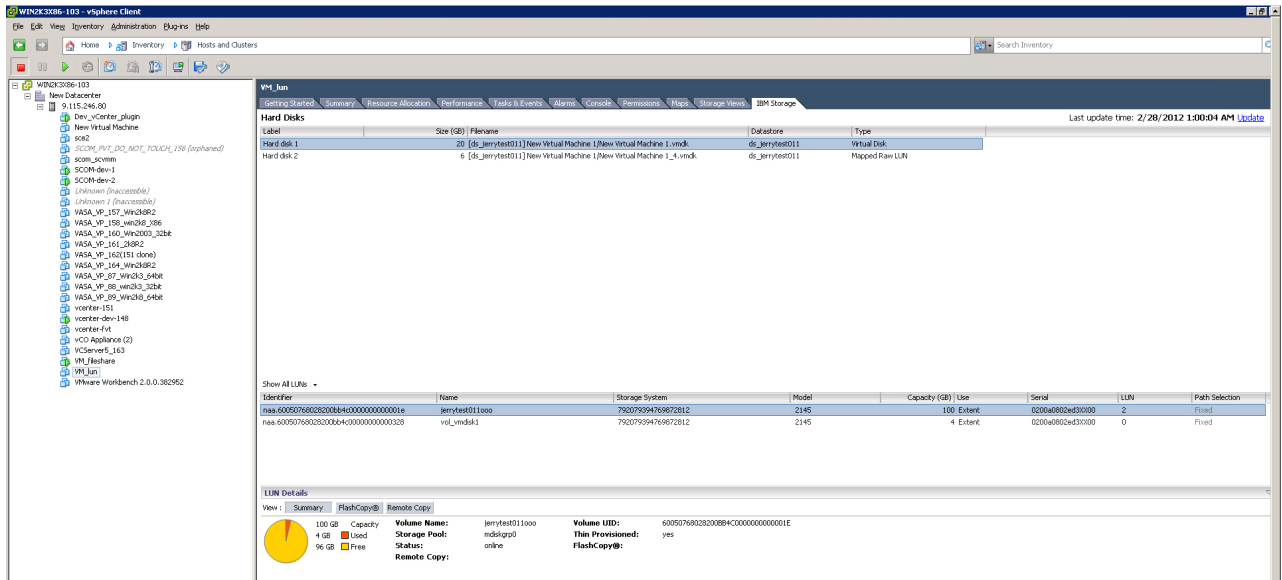 WIN2K3X86-103 - vSphere Client
File Edit View Inventory Administration Plug-ins Help
Home Inventory Hosts and Clusters
Search Inventory
WIN2K3X86-103
New Datacenter
9.115.246.80
Dev_vCenter_plugin
New Virtual Machine
sce2
SCOM_FVT_DO_NOT_TOUCH_156 (orphaned)
scom_scvmm
SCOM-dev-1
SCOM-dev-2
Unknown (inaccessible)
Unknown 1 (inaccessible)
VASA_VP_157_Win2k8R2
VASA_VP_158_win2k8_X86
VASA_VP_160_Win2003_32bit
VASA_VP_161_2k8R2
VASA_VP_162(151 clone)
VASA_VP_164_Win2k8R2
VASA_VP_87_Win2k3_64bit
VASA_VP_88_win2k3_32bit
VASA_VP_89_Win2k8_64bit
vcenter-151
vcenter-dev-148
vcenter-fvt
vCO Appliance (2)
VCServer5_163
VM_fileshare
VM_lun
VMware Workbench 2.0.0.382952
VM_lun
Getting Started Summary Resource Allocation Performance Tasks & Events Alarms Console Permissions Maps Storage Views IBM Storage
Hard Disks Last update time: 2/28/2012 1:00:04 AM Update
Label Size (GB) Filename Datastore Type
Hard disk 1 20 [ds_jerrytest011] New Virtual Machine 1/New Virtual Machine 1.vmdk ds_jerrytest011 Virtual Disk
Hard disk 2 6 [ds_jerrytest011] New Virtual Machine 1/New Virtual Machine 1_4.vmdk ds_jerrytest011 Mapped Raw LUN
Show All LUNs
Identifier Name Storage System Model Capacity (GB) Use Serial LUN Path Selection
naa.60050768028200bb4c0000000000001e jerrytest011ooo 792079394769872812 2145 100 Extent 0200a0802ed3XX00 2 Fixed
naa.60050768028200bb4c00000000000328 vol_vmdisk1 792079394769872812 2145 4 Extent 0200a0802ed3XX00 0 Fixed
LUN Details
View : Summary FlashCopy® Remote Copy
100 GB Capacity Volume Name: jerrytest011ooo Volume UID: 60050768028200BB4C0000000000001E
4 GB Used Storage Pool: mdiskgrp0 Thin Provisioned: yes
96 GB Free Status: online FlashCopy®:
Remote Copy: